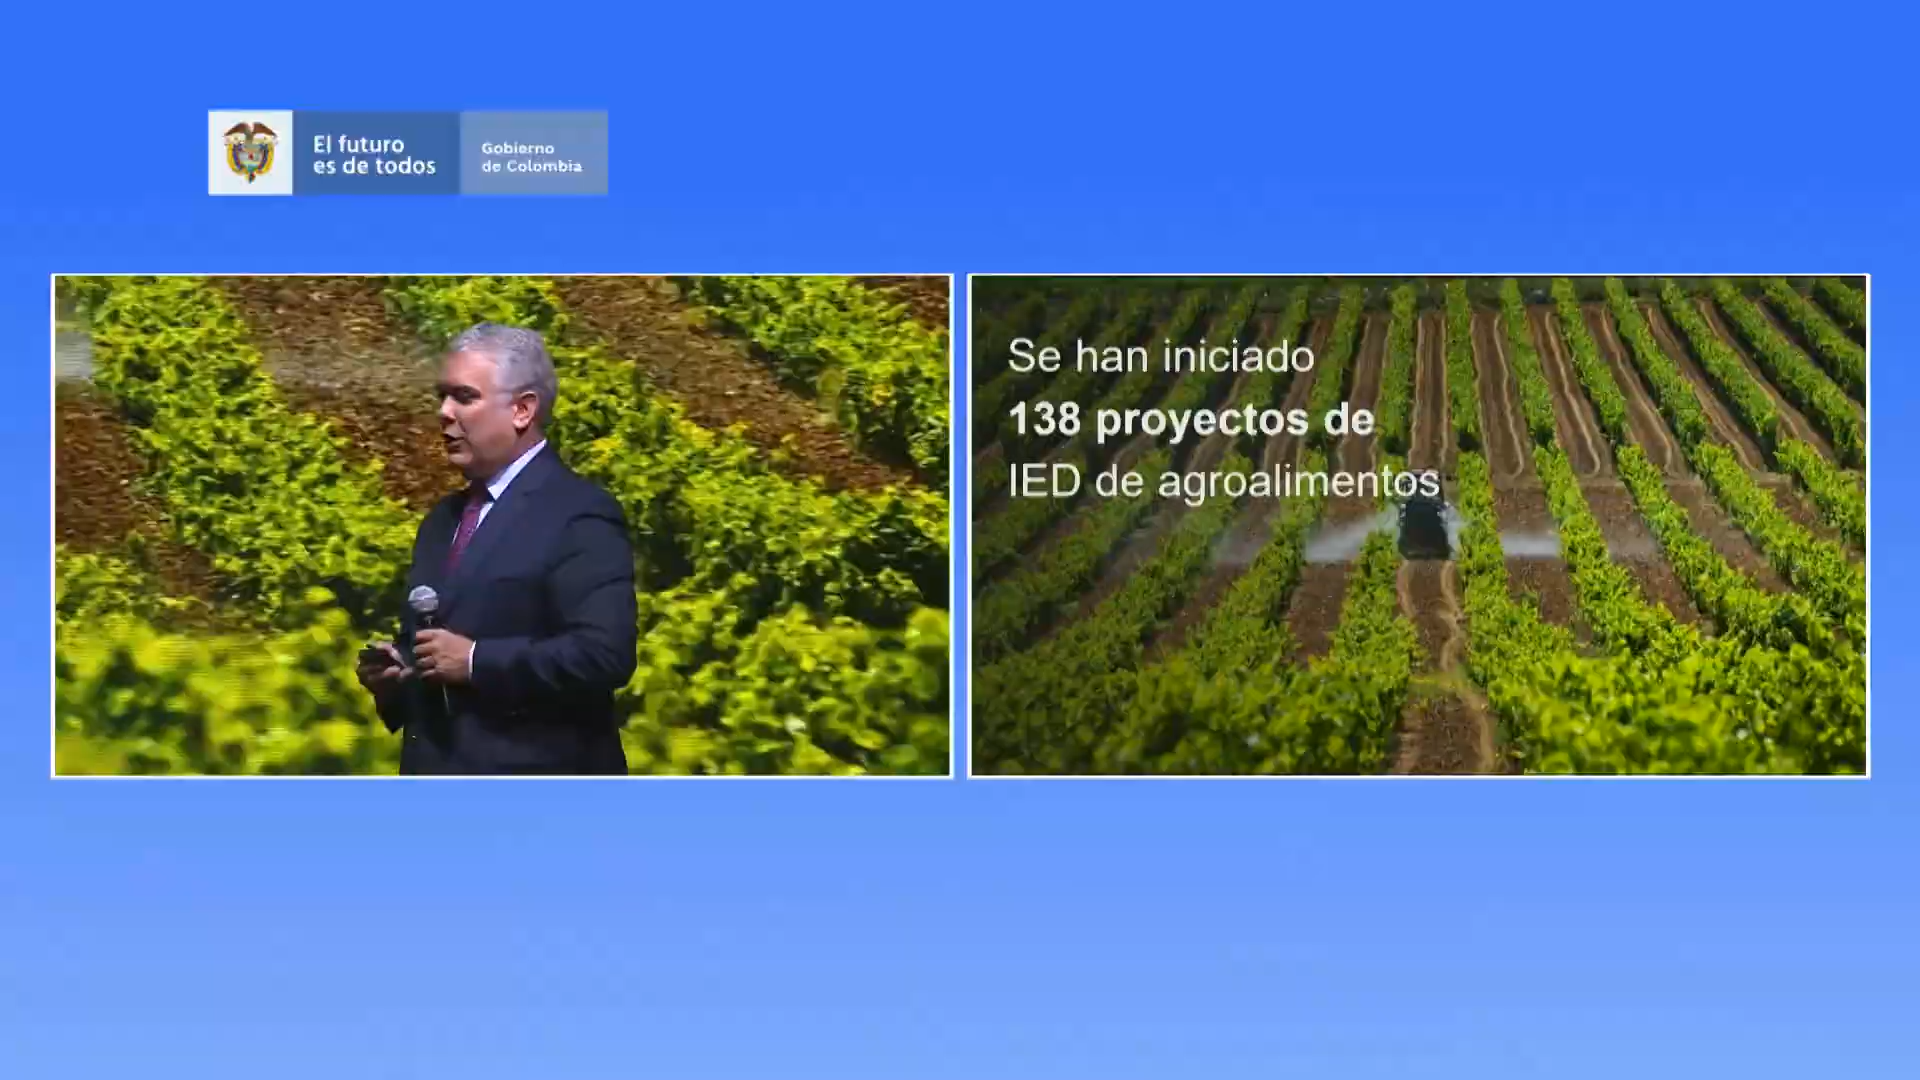 El futuro
es de todos
Gobierno
de Colombia
Se han iniciado
138 proyectos de
IED de agroalimentos